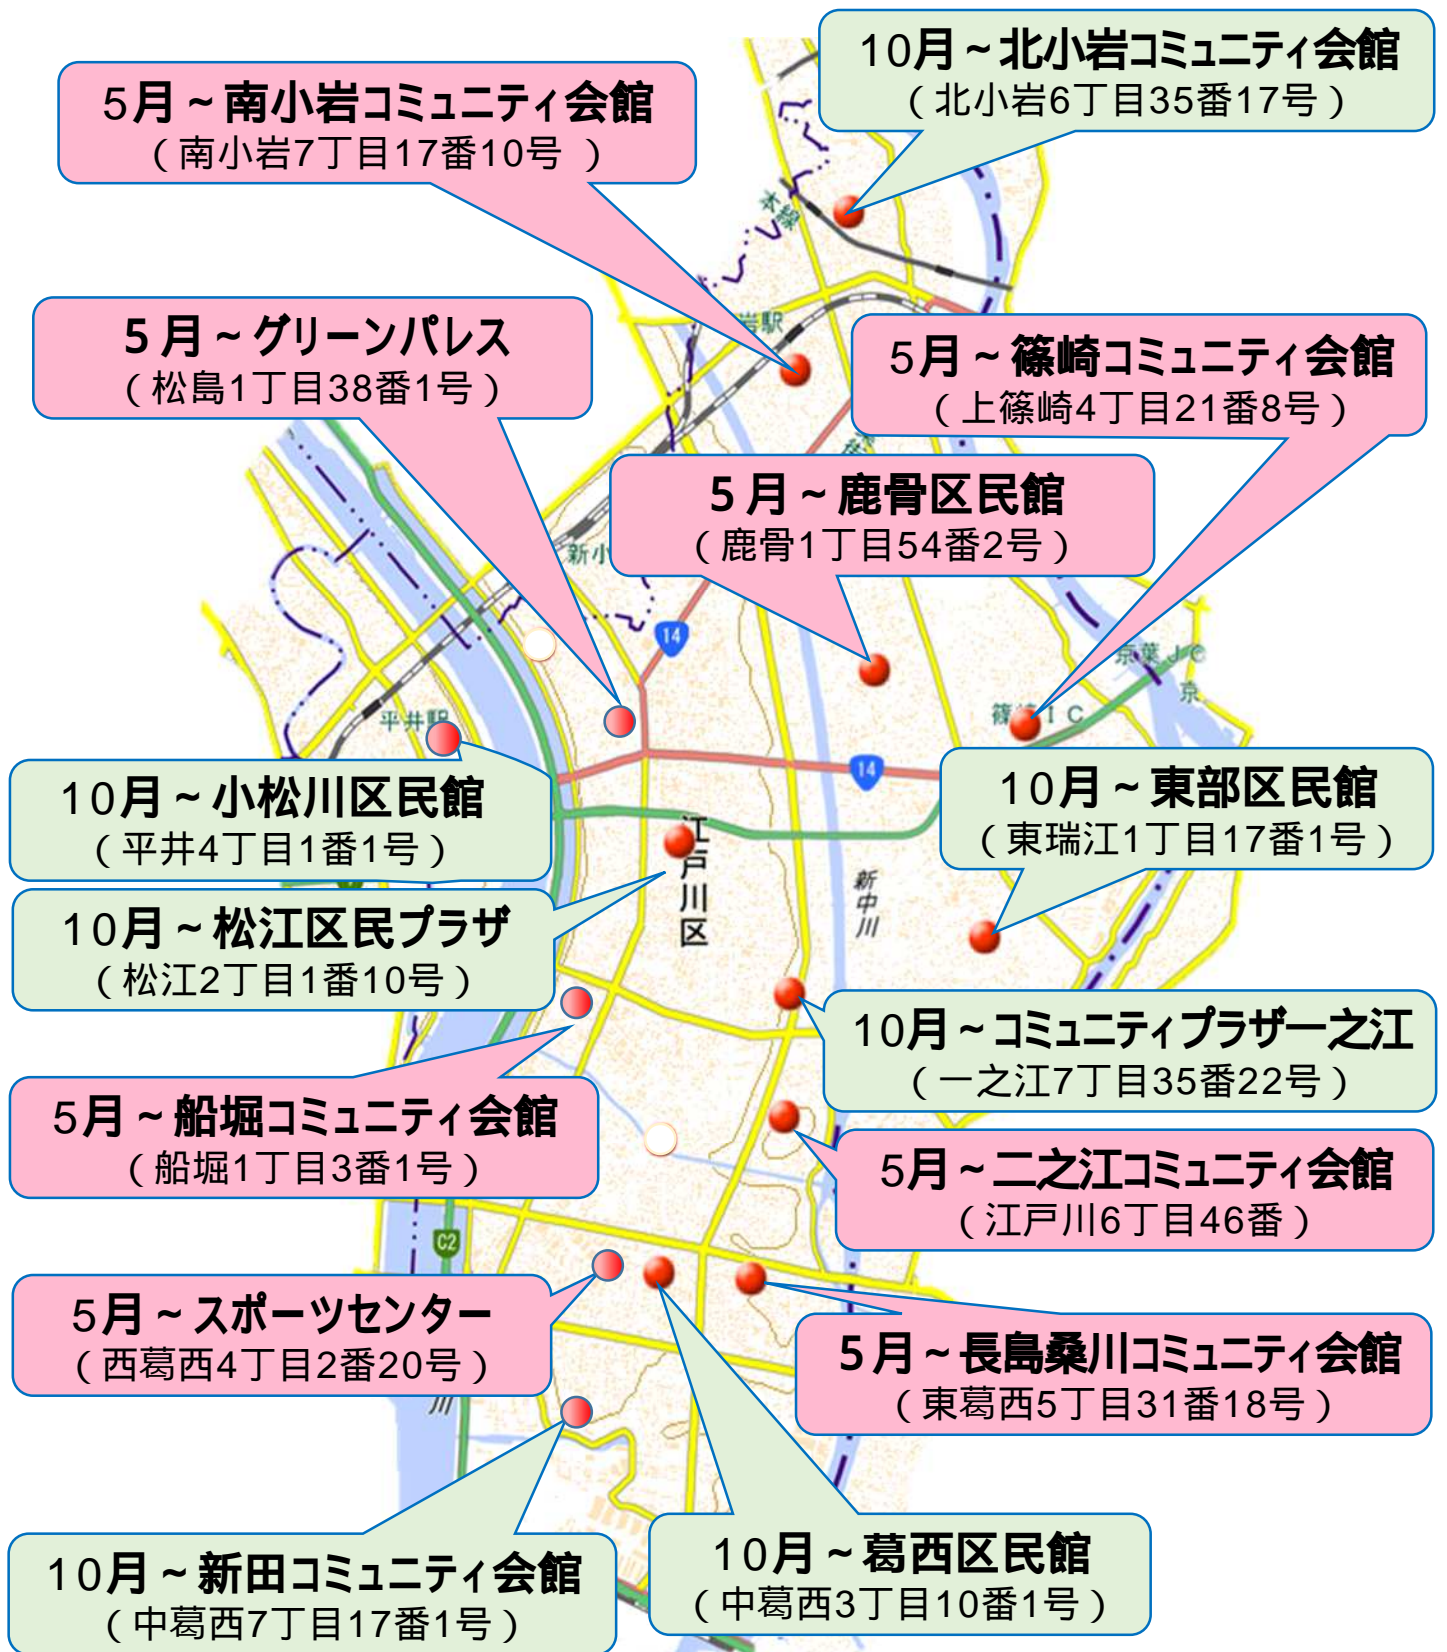 10月～北小岩コミュニティ会館
（北小岩6丁目35番17号）
5月～南小岩コミュニティ会館
（南小岩7丁目17番10号 ）
本線
5月～グリーンパレス
（松島1丁目38番1号）
岩駅
5月～篠崎コミュニティ会館
（上篠崎4丁目21番8号）
5月～鹿骨区民館
（鹿骨1丁目54番2号）
新小
14
京葉JC
京
篠崎IC
平井駅
14
10月～小松川区民館
（平井4丁目1番1号）
10月～東部区民館
（東瑞江1丁目17番1号）
江戸川区
新中川
10月～松江区民プラザ
（松江2丁目1番10号）
10月～コミュニティプラザ一之江
（一之江7丁目35番22号）
5月～船堀コミュニティ会館
（船堀1丁目3番1号）
5月～二之江コミュニティ会館
（江戸川6丁目46番）
C2
5月～スポーツセンター
（西葛西4丁目2番20号）
5月～長島桑川コミュニティ会館
（東葛西5丁目31番18号）
川
10月～新田コミュニティ会館
（中葛西7丁目17番1号）
10月～葛西区民館
（中葛西3丁目10番1号）